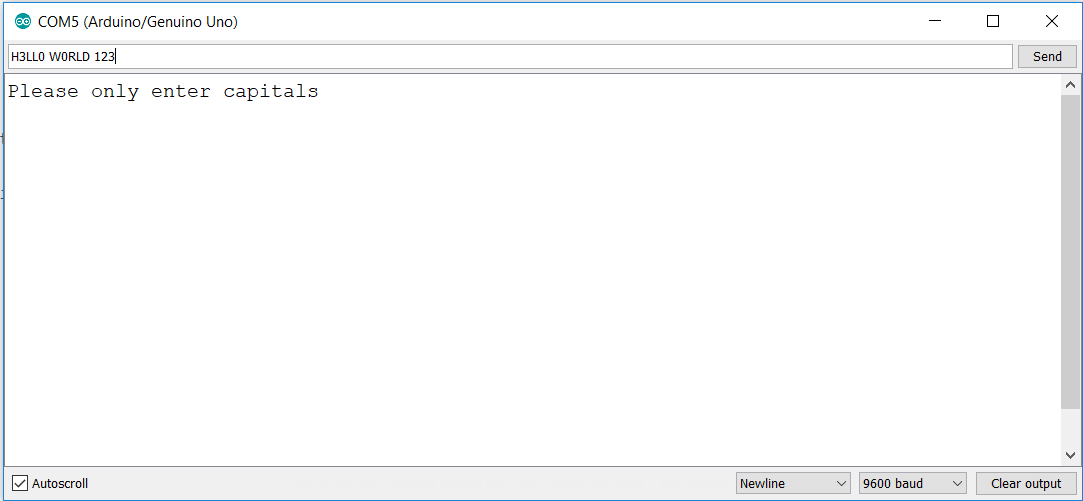 COM5 (Arduino/Genuino Uno)
H3LL0 W0RLD 123
Send
Please only enter capitals
Autoscroll
Newline
9600 baud
Clear output